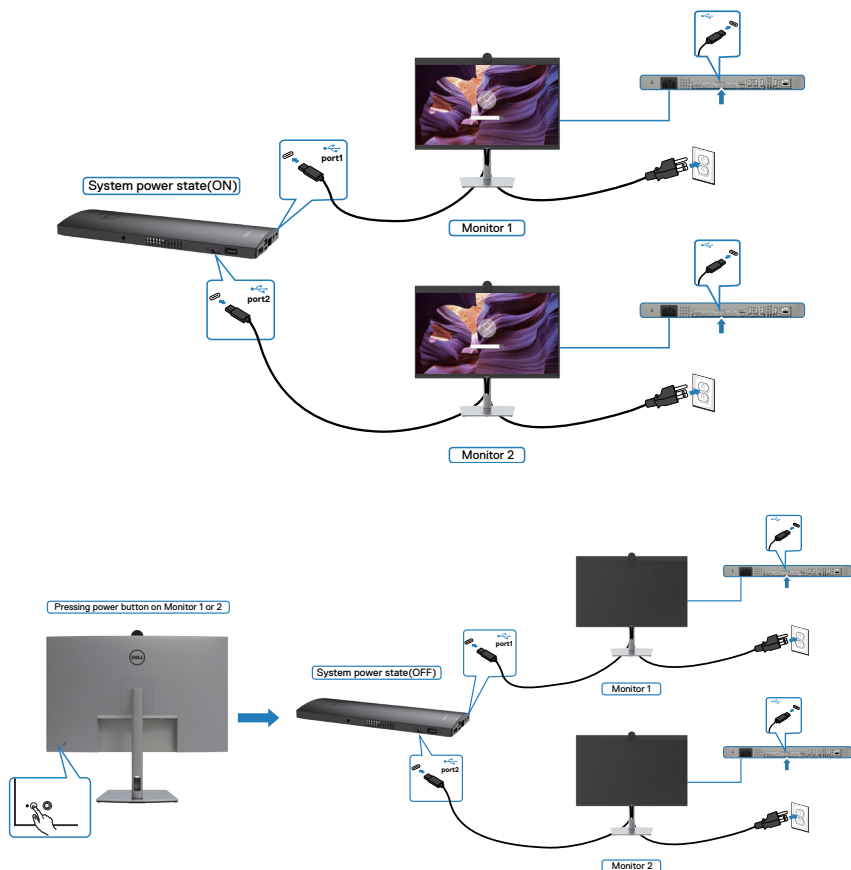 port1
System power state(ON)
Monitor 1
port2
Monitor 2
Pressing power button on Monitor 1 or 2
DELL
port1
System power state(OFF)
Monitor 1
port2
Monitor 2